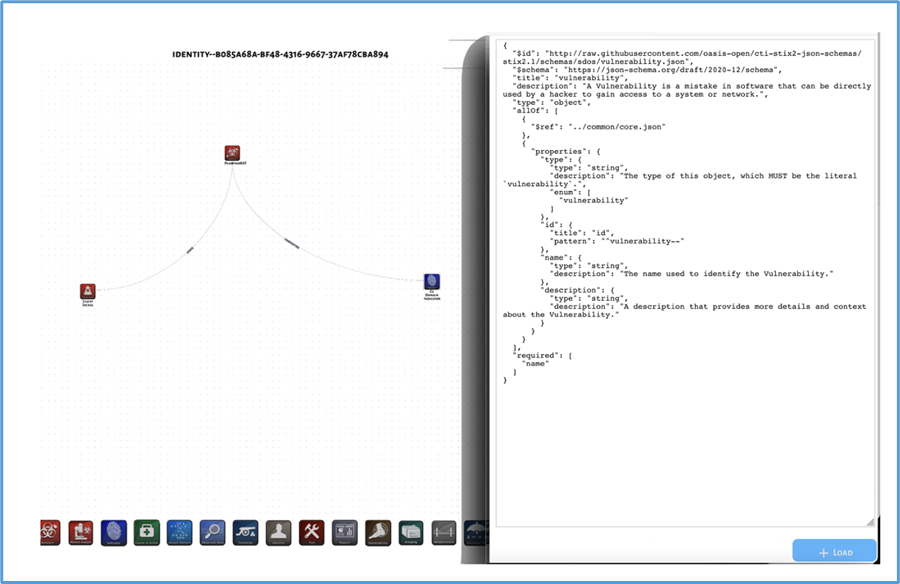 IDENTITY--B085A68A-BF48-4316-9667-37AF78CBA894
{
"$id": "http://raw.githubusercontent.com/oasis-open/cti-stix2-json-schemas/
stix2.1/schemas/sdos/vulnerability.json",
"$schema": "https://json-schema.org/draft/2020-12/schema",
"title": "vulnerability",
"description": "A Vulnerability is a mistake in software that can be directly
used by a hacker to gain access to a system or network.",
"type": "object",
"allOf": [
{
"$ref": "../common/core.json"
},
{
"properties": {
"type": {
"type": "string",
"description": "The type of this object, which MUST be the literal
`vulnerability`.",
"enum": [
"vulnerability"
]
},
"id": {
"title": "id",
"pattern": "^vulnerability--"
},
"name": {
"type": "string",
"description": "The name used to identify the Vulnerability."
},
"description": {
"type": "string",
"description": "A description that provides more details and context
about the Vulnerability."
}
}
}
],
"required": [
"name"
]
}
+ LOAD